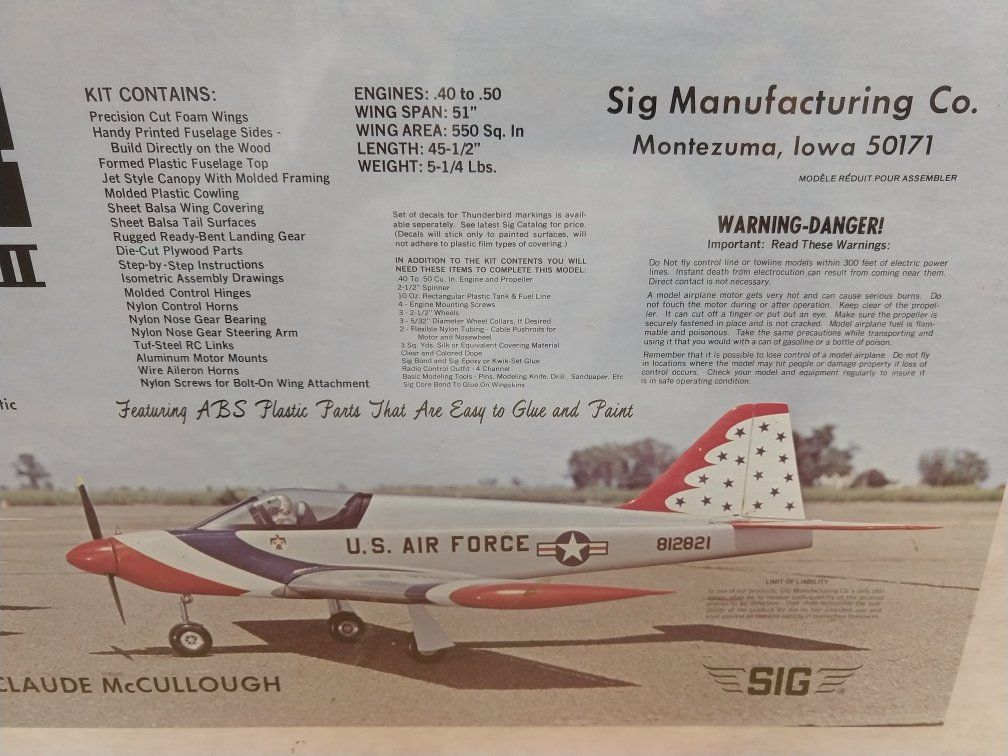 II
KIT CONTAINS:
Precision Cut Foam Wings
Handy Printed Fuselage Sides -
Build Directly on the Wood
Formed Plastic Fuselage Top
Jet Style Canopy With Molded Framing
Molded Plastic Cowling
Sheet Balsa Wing Covering
Sheet Balsa Tail Surfaces
Rugged Ready-Bent Landing Gear
Die-Cut Plywood Parts
Step-by-Step Instructions
Isometric Assembly Drawings
Molded Control Hinges
Nylon Control Horns
Nylon Nose Gear Bearing
Nylon Nose Gear Steering Arm
Tuf-Steel RC Links
Aluminum Motor Mounts
Wire Aileron Horns
Nylon Screws for Bolt-On Wing Attachment
ENGINES: .40 to .50
WING SPAN: 51"
WING AREA: 550 Sq. In
LENGTH: 45-1/2"
WEIGHT: 5-1/4 Lbs.
Set of decals for Thunderbird markings is avail-
able seperately. See latest Sig Catalog for price.
(Decals will stick only to painted surfaces, will
not adhere to plastic film types of covering.)
IN ADDITION TO THE KIT CONTENTS YOU WILL
NEED THESE ITEMS TO COMPLETE THIS MODEL:
.40 To .50 Cu. In. Engine and Propeller
2-1/2" Spinner
10 Oz. Rectangular Plastic Tank & Fuel Line
4 - Engine Mounting Screws
3 - 2-1/2" Wheels
3 - 5/32" Diameter Wheel Collars, If Desired
2 - Flexible Nylon Tubing - Cable Pushrods for
Motor and Nosewheel
3 Sq. Yds. Silk or Equivalent Covering Material
Clear and Colored Dope
Sig Bond and Sig Epoxy or Kwik-Set Glue
Radio Control Outfit - 4 Channel
Basic Modeling Tools - Pins, Modeling Knife, Drill, Sandpaper, Etc.
Sig Core Bond To Glue On Wingskins
Sig Manufacturing Co.
Montezuma, Iowa 50171
MODÈLE RÉDUIT POUR ASSEMBLER
WARNING-DANGER!
Important: Read These Warnings:
Do Not fly control line or towline models within 300 feet of electric power
lines. Instant death from electrocution can result from coming near them.
Direct contact is not necessary.
A model airplane motor gets very hot and can cause serious burns. Do
not touch the motor during or after operation. Keep clear of the propel-
ler. It can cut off a finger or put out an eye. Make sure the propeller is
securely fastened in place and is not cracked. Model airplane fuel is flam-
mable and poisonous. Take the same precautions while transporting and
using it that you would with a can of gasoline or a bottle of poison.
Remember that it is possible to lose control of a model airplane. Do not fly
in locations where the model may hit people or damage property if loss of
control occurs. Check your model and equipment regularly to insure it
is in safe operating condition.
tic
Featuring ABS Plastic Parts That Are Easy to Glue and Paint
U.S. AIR FORCE
812821
LIMIT OF LIABILITY
CLAUDE McCULLOUGH
SIG